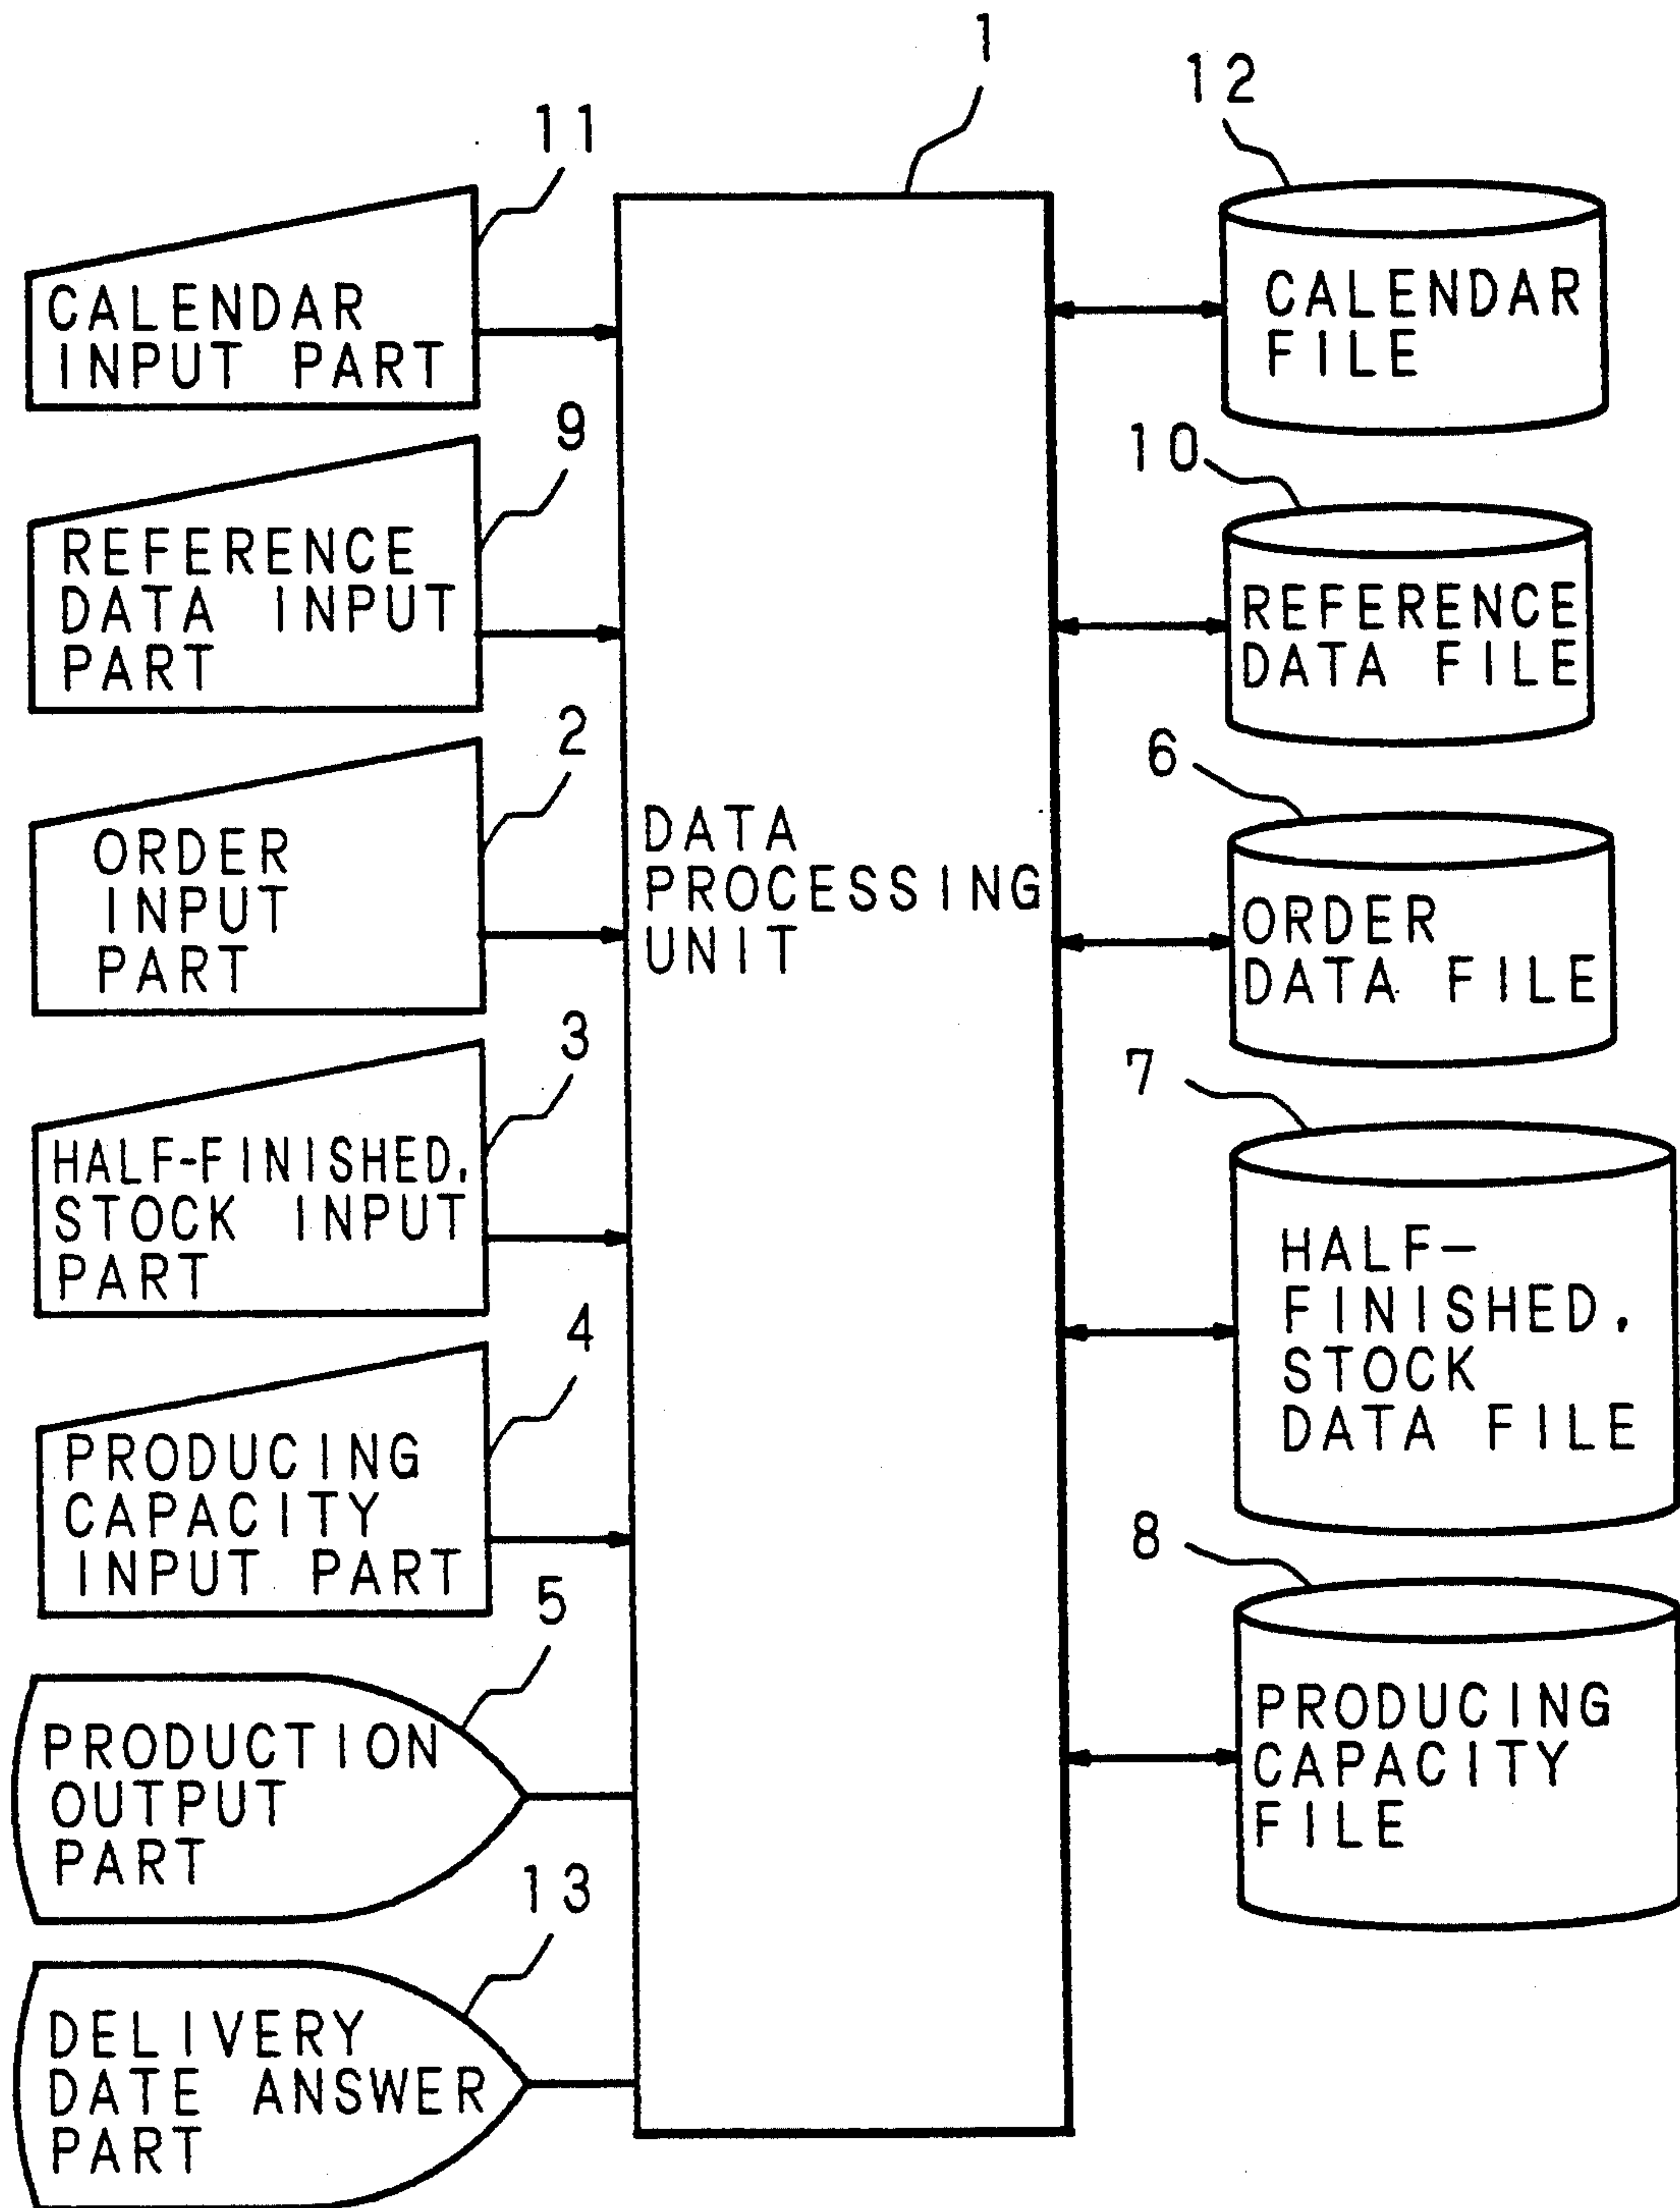 1
12
11
CALENDAR
INPUT PART
CALENDAR
FILE
9
10
REFERENCE
DATA INPUT
PART
REFERENCE
DATA FILE
2
6
ORDER
INPUT
PART
DATA
PROCESSING
UNIT
ORDER
DATA FILE
3
7
HALF-FINISHED.
STOCK INPUT
PART
HALF-
FINISHED.
STOCK
DATA FILE
4
8
PRODUCING
CAPACITY
INPUT PART
PRODUCING
CAPACITY
FILE
5
PRODUCTION
OUTPUT
PART
13
DELIVERY
DATE ANSWER
PART